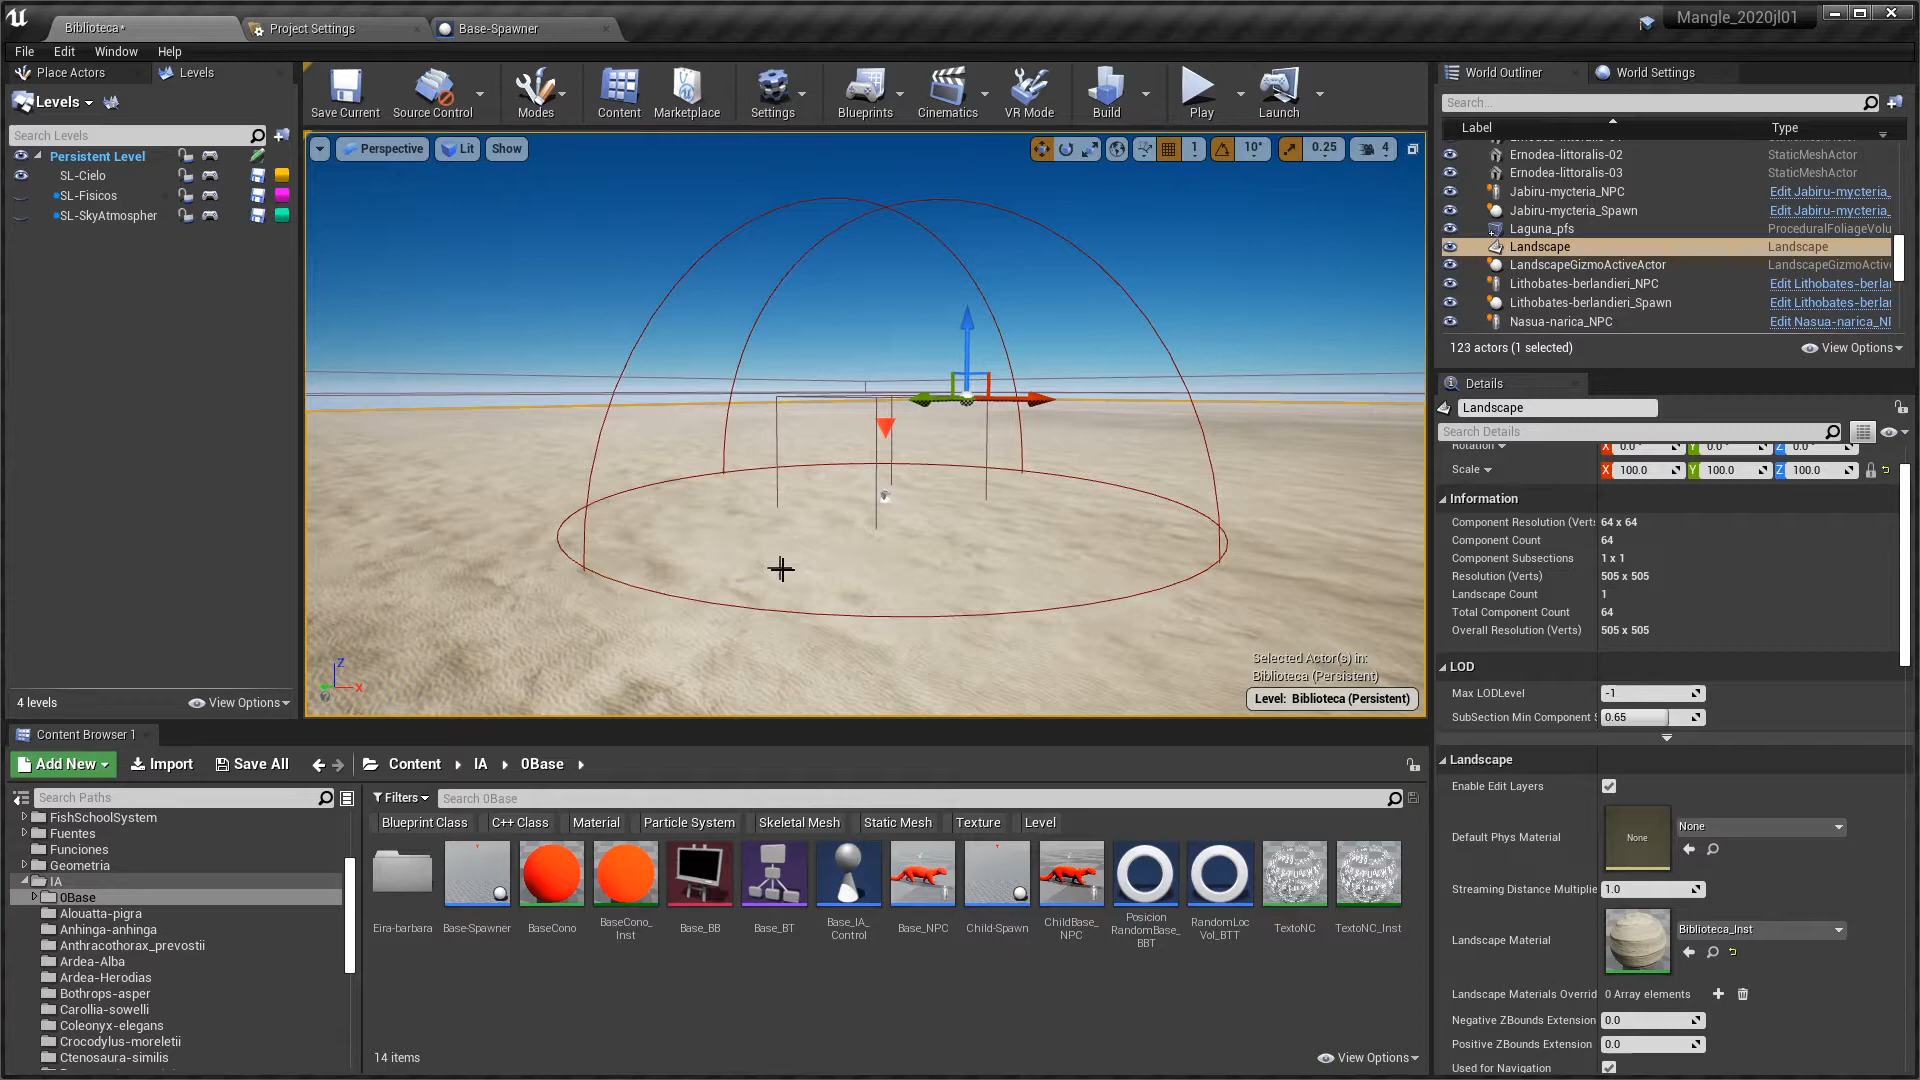 Biblioteca*
Project Settings
Base-Spawner
Mangle_2020jl01
File
Edit
Window
Help
Place Actors
Levels
Levels
Search Levels
Persistent Level
SL-Cielo
SL-Fisicos
SL-SkyAtmospher
4 levels
View Options
Save Current
Source Control
Modes
Content
Marketplace
Settings
Blueprints
Cinematics
VR Mode
Build
Play
Launch
Perspective
Lit
Show
1
10°
0.25
4
Z
X
Selected Actor(s) in:
Biblioteca (Persistent)
Level: Biblioteca (Persistent)
World Outliner
World Settings
Search...
Label
Type
Ernodea-littoralis-02
StaticMeshActor
Ernodea-littoralis-03
StaticMeshActor
Jabiru-mycteria_NPC
Edit Jabiru-mycteria_
Jabiru-mycteria_Spawn
Edit Jabiru-mycteria_
Laguna_pfs
ProceduralFoliageVolu
Landscape
Landscape
LandscapeGizmoActiveActor
LandscapeGizmoActiv
Lithobates-berlandieri_NPC
Edit Lithobates-berla
Lithobates-berlandieri_Spawn
Edit Lithobates-berla
Nasua-narica_NPC
Edit Nasua-narica_NI
123 actors (1 selected)
View Options
Details
Landscape
Search Details
Rotation
X 0.0°
Y 0.0°
Z 0.0°
Scale
X 100.0
Y 100.0
Z 100.0
Information
Component Resolution (Verts
64 x 64
Component Count
64
Component Subsections
1 x 1
Resolution (Verts)
505 x 505
Landscape Count
1
Total Component Count
64
Overall Resolution (Verts)
505 x 505
LOD
Max LODLevel
-1
SubSection Min Component S
0.65
Landscape
Enable Edit Layers
Default Phys Material
None
None
Streaming Distance Multiplie
1.0
Landscape Material
Biblioteca_Inst
Landscape Materials Overrid
0 Array elements
Negative ZBounds Extension
0.0
Positive ZBounds Extension
0.0
Used for Navigation
Content Browser 1
Add New
Import
Save All
Content
IA
0Base
Search Paths
FishSchoolSystem
Fuentes
Funciones
Geometria
IA
0Base
Alouatta-pigra
Anhinga-anhinga
Anthracothorax_prevostii
Ardea-Alba
Ardea-Herodias
Bothrops-asper
Carollia-sowelli
Coleonyx-elegans
Crocodylus-moreletii
Ctenosaura-similis
Filters
Search 0Base
Blueprint Class
C++ Class
Material
Particle System
Skeletal Mesh
Static Mesh
Texture
Level
Eira-barbara
Base-Spawner
BaseCono
BaseCono_
Inst
Base_BB
Base_BT
Base_IA_
Control
Base_NPC
Child-Spawn
ChildBase_
NPC
Posicion
RandomBase_
BBT
RandomLoc
Vol_BTT
TextoNC
TextoNC_Inst
14 items
View Options